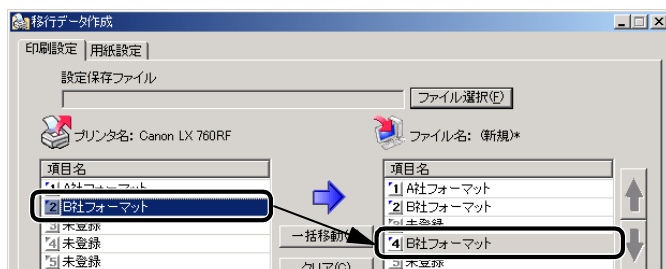 移行データ作成
印刷設定 用紙設定
設定保存ファイル
ファイル選択(F)
プリンタ名: Canon LX 760RF
ファイル名: (新規)*
項目名
1 A社フォーマット
2 B社フォーマット
3 未登録
4 未登録
5 未登録
一括移動
クリア(C)
項目名
1 A社フォーマット
2 B社フォーマット
3 未登録
4 B社フォーマット
5 未登録